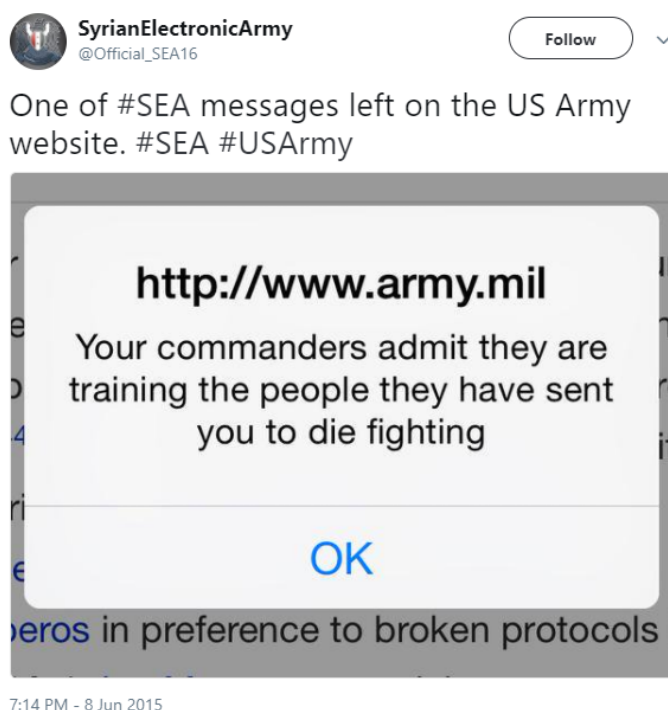 SyrianElectronicArmy
@Official_SEA16
Follow
One of #SEA messages left on the US Army
website. #SEA #USArmy
http://www.army.mil
Your commanders admit they are
training the people they have sent
you to die fighting
OK
in preference to broken protocols
7:14 PM - 8 Jun 2015